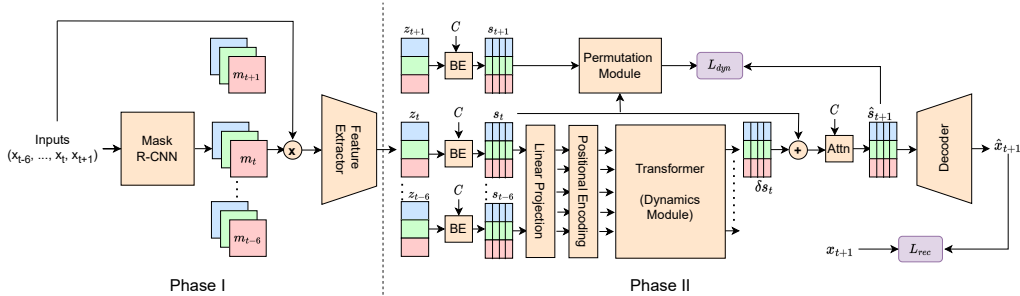 Inputs
(x_{t-6}, ..., x_t, x_{t+1})
Mask
R-CNN
m_{t+1}
m_t
m_{t-6}
x
Feature
Extractor
Phase I
z_{t+1}
C
BE
s_{t+1}
Permutation
Module
L_{dyn}
z_t
C
BE
s_t
z_{t-6}
C
BE
s_{t-6}
Linear Projection
Positional Encoding
Transformer
(Dynamics
Module)
δs_t
+
C
Attn
ŝ_{t+1}
Decoder
x̂_{t+1}
x_{t+1}
L_{rec}
Phase II